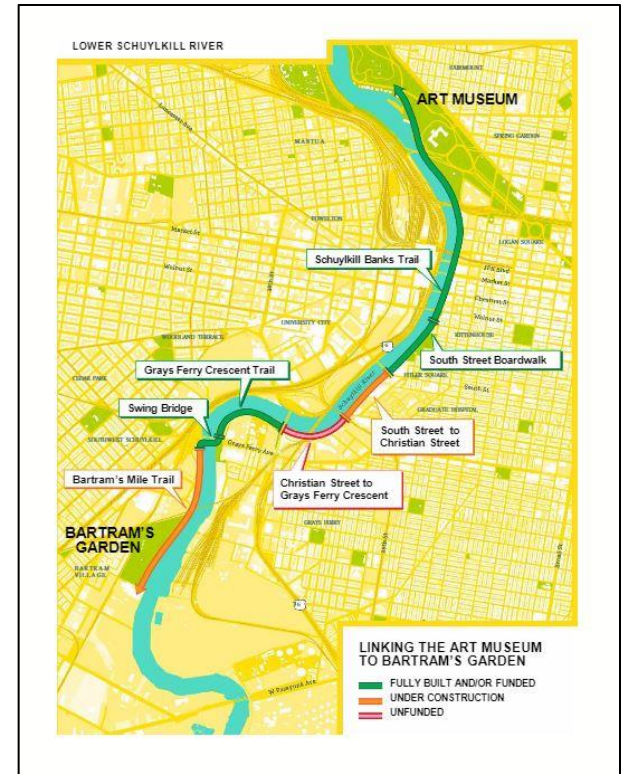 LOWER SCHUYLKILL RIVER
FAIRMOUNT
ART MUSEUM
SPRING GARDEN
MANTUA
POWELTON
LOGAN SQUARE
Schuylkill Banks Trail
JFK Blvd
Market St
Market St
Chestnut St
Walnut St
Walnut St
UNIVERSITY CITY
RITTENHOUSE
WOODLAND TERRACE
South Street Boardwalk
Grays Ferry Crescent Trail
FITLER SQUARE
CEDAR PARK
South St
Schuylkill River
Swing Bridge
GRADUATE HOSPITAL
SOUTHWEST SCHUYLKILL
Grays Ferry Ave
South Street to
Christian Street
Bartram's Mile Trail
Christian Street to
Grays Ferry Crescent
GRAYS FERRY
BARTRAM'S
GARDEN
BARTRAM
VILLAGE
76
W Passyunk Ave
LINKING THE ART MUSEUM
TO BARTRAM'S GARDEN
FULLY BUILT AND/OR FUNDED
UNDER CONSTRUCTION
UNFUNDED